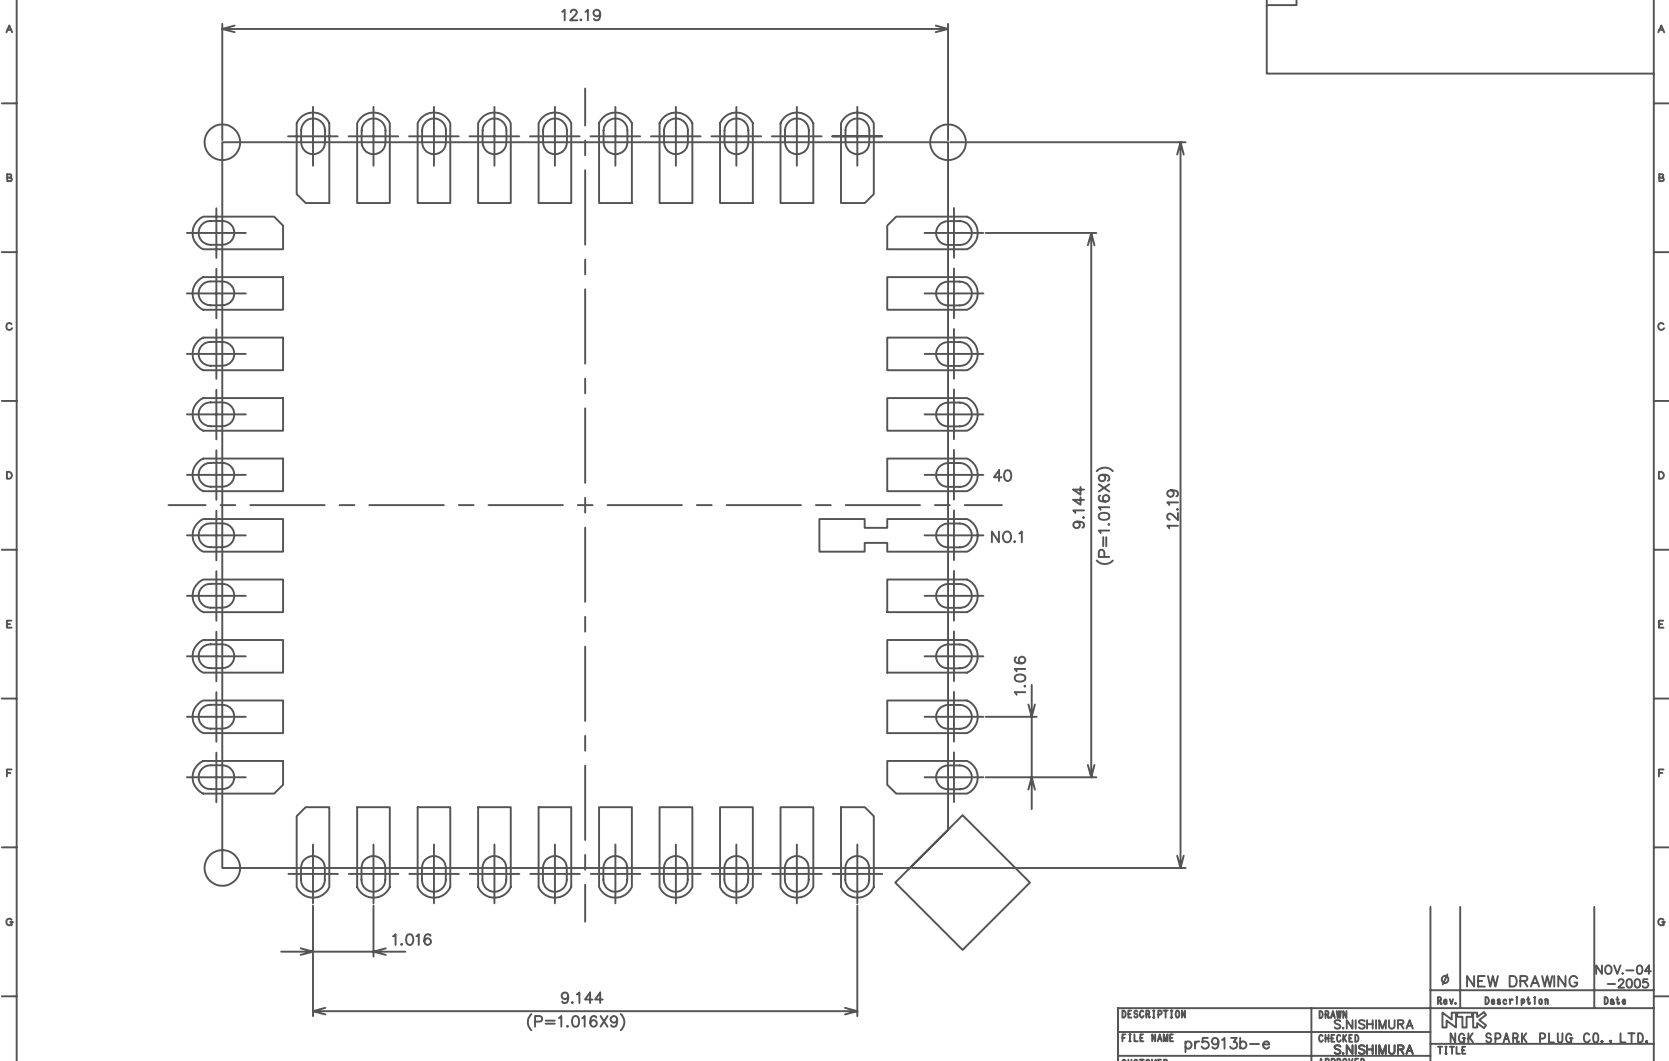 12.19
A
A
B
B
C
C
D
D
E
E
F
F
G
G
40
NO.1
9.144
(P=1.016X9)
12.19
1.016
1.016
9.144
(P=1.016X9)
Ø NEW DRAWING NOV.-04
-2005
Rev. Description Date
DESCRIPTION
DRAWN
S.NISHIMURA
NTK
FILE NAME pr5913b-e
CHECKED
S.NISHIMURA
NGK SPARK PLUG CO., LTD.
TITLE
CUSTOMER
APPROVED